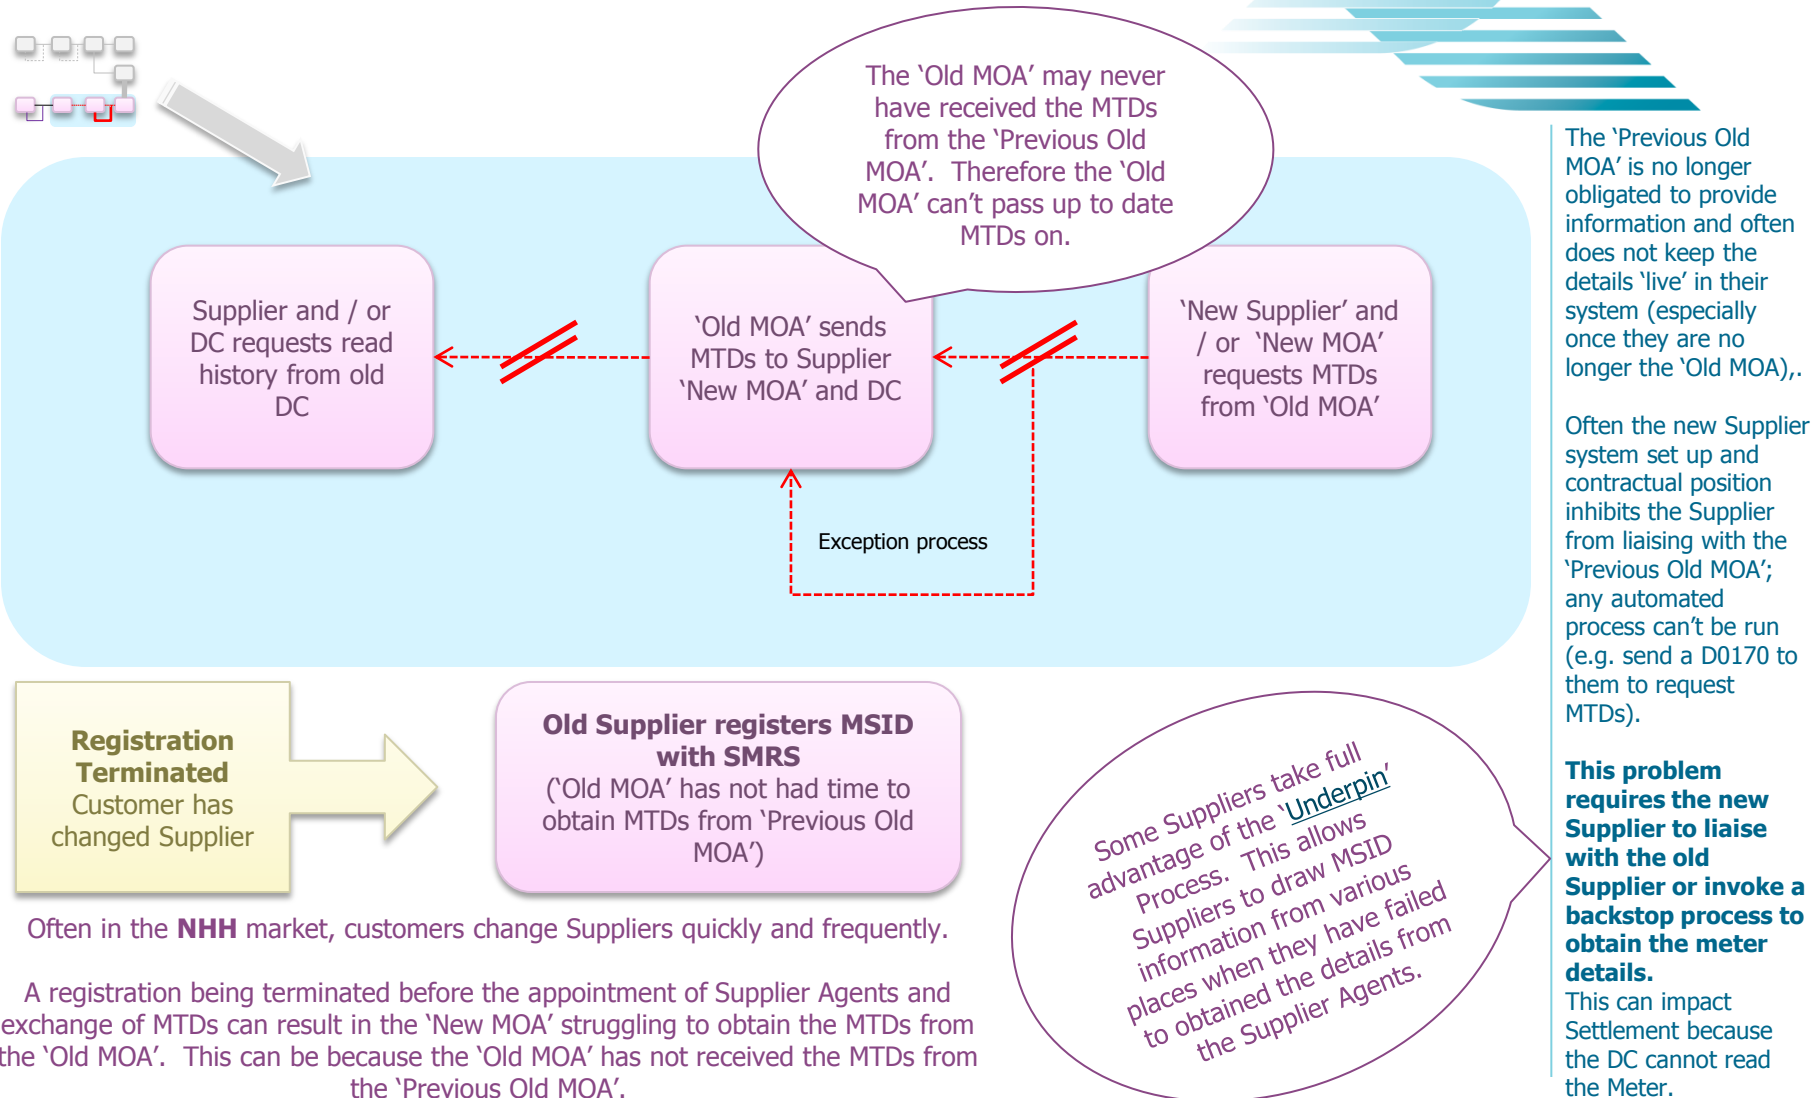 The ‘Old MOA’ may never
have received the MTDs
from the ‘Previous Old
MOA’.  Therefore the ‘Old
MOA’ can’t pass up to date
MTDs on.
Supplier and / or
DC requests read
history from old
DC
‘Old MOA’ sends
MTDs to Supplier
‘New MOA’ and DC
‘New Supplier’ and
/ or  ‘New MOA’
requests MTDs
from ‘Old MOA’
Exception process
Registration
Terminated
Customer has
changed Supplier
Old Supplier registers MSID
with SMRS
(‘Old MOA’ has not had time to
obtain MTDs from ‘Previous Old
MOA’)
Often in the NHH market, customers change Suppliers quickly and frequently.
A registration being terminated before the appointment of Supplier Agents and
exchange of MTDs can result in the ‘New MOA’ struggling to obtain the MTDs from
the ‘Old MOA’.  This can be because the ‘Old MOA’ has not received the MTDs from
the ‘Previous Old MOA’.
Some Suppliers take full
advantage of the ‘Underpin’
Process.  This allows
Suppliers to draw MSID
information from various
places when they have failed
to obtained the details from
the Supplier Agents.
The ‘Previous Old
MOA’ is no longer
obligated to provide
information and often
does not keep the
details ‘live’ in their
system (especially
once they are no
longer the ‘Old MOA),.
Often the new Supplier
system set up and
contractual position
inhibits the Supplier
from liaising with the
‘Previous Old MOA’;
any automated
process can’t be run
(e.g. send a D0170 to
them to request
MTDs).
This problem
requires the new
Supplier to liaise
with the old
Supplier or invoke a
backstop process to
obtain the meter
details.
This can impact
Settlement because
the DC cannot read
the Meter.